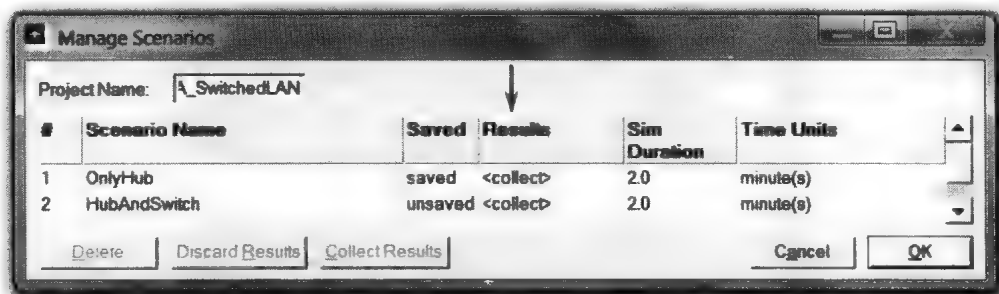 Manage Scenarios
Project Name: A_SwitchedLAN
# Scenario Name Saved Results Sim Duration Time Units
1 OnlyHub saved <collect> 2.0 minute(s)
2 HubAndSwitch unsaved <collect> 2.0 minute(s)
Delete Discard Results Collect Results Cancel OK